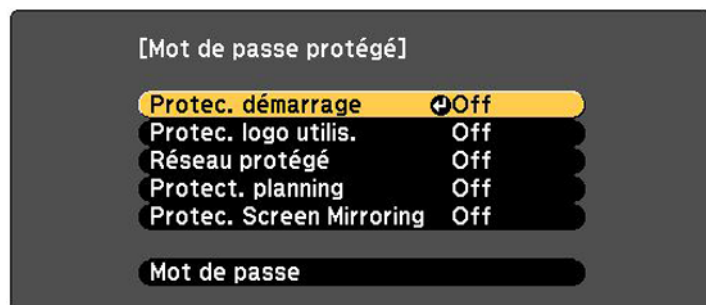 [Mot de passe protégé]
Protec. démarrage Off
Protec. logo utilis. Off
Réseau protégé Off
Protect. planning Off
Protec. Screen Mirroring Off
Mot de passe